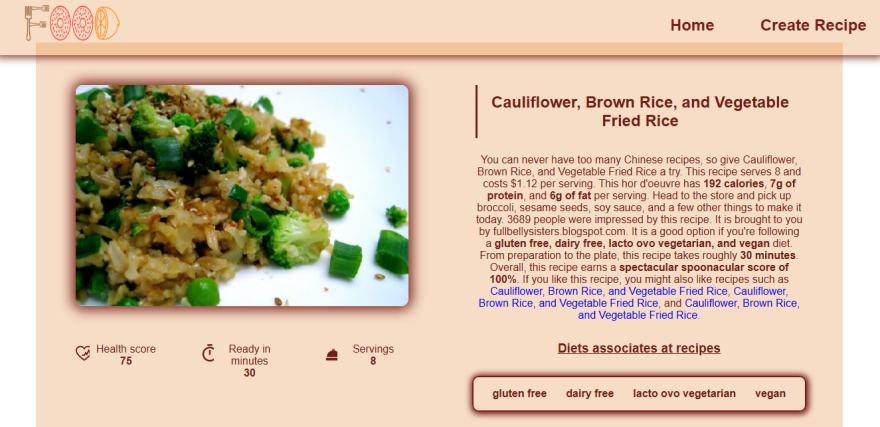 FOOD
Home
Create Recipe
Cauliflower, Brown Rice, and Vegetable
Fried Rice
You can never have too many Chinese recipes, so give Cauliflower,
Brown Rice, and Vegetable Fried Rice a try. This recipe serves 8 and
costs $1.12 per serving. This hor d'oeuvre has 192 calories, 7g of
protein, and 6g of fat per serving. Head to the store and pick up
broccoli, sesame seeds, soy sauce, and a few other things to make it
today. 3689 people were impressed by this recipe. It is brought to you
by fullbellysisters.blogspot.com. It is a good option if you're following
a gluten free, dairy free, lacto ovo vegetarian, and vegan diet.
From preparation to the plate, this recipe takes roughly 30 minutes.
Overall, this recipe earns a spectacular spoonacular score of
100%. If you like this recipe, you might also like recipes such as
Cauliflower, Brown Rice, and Vegetable Fried Rice, Cauliflower,
Brown Rice, and Vegetable Fried Rice, and Cauliflower, Brown Rice,
and Vegetable Fried Rice.
Health score
75
Ready in
minutes
30
Servings
8
Diets associates at recipes
gluten free
dairy free
lacto ovo vegetarian
vegan